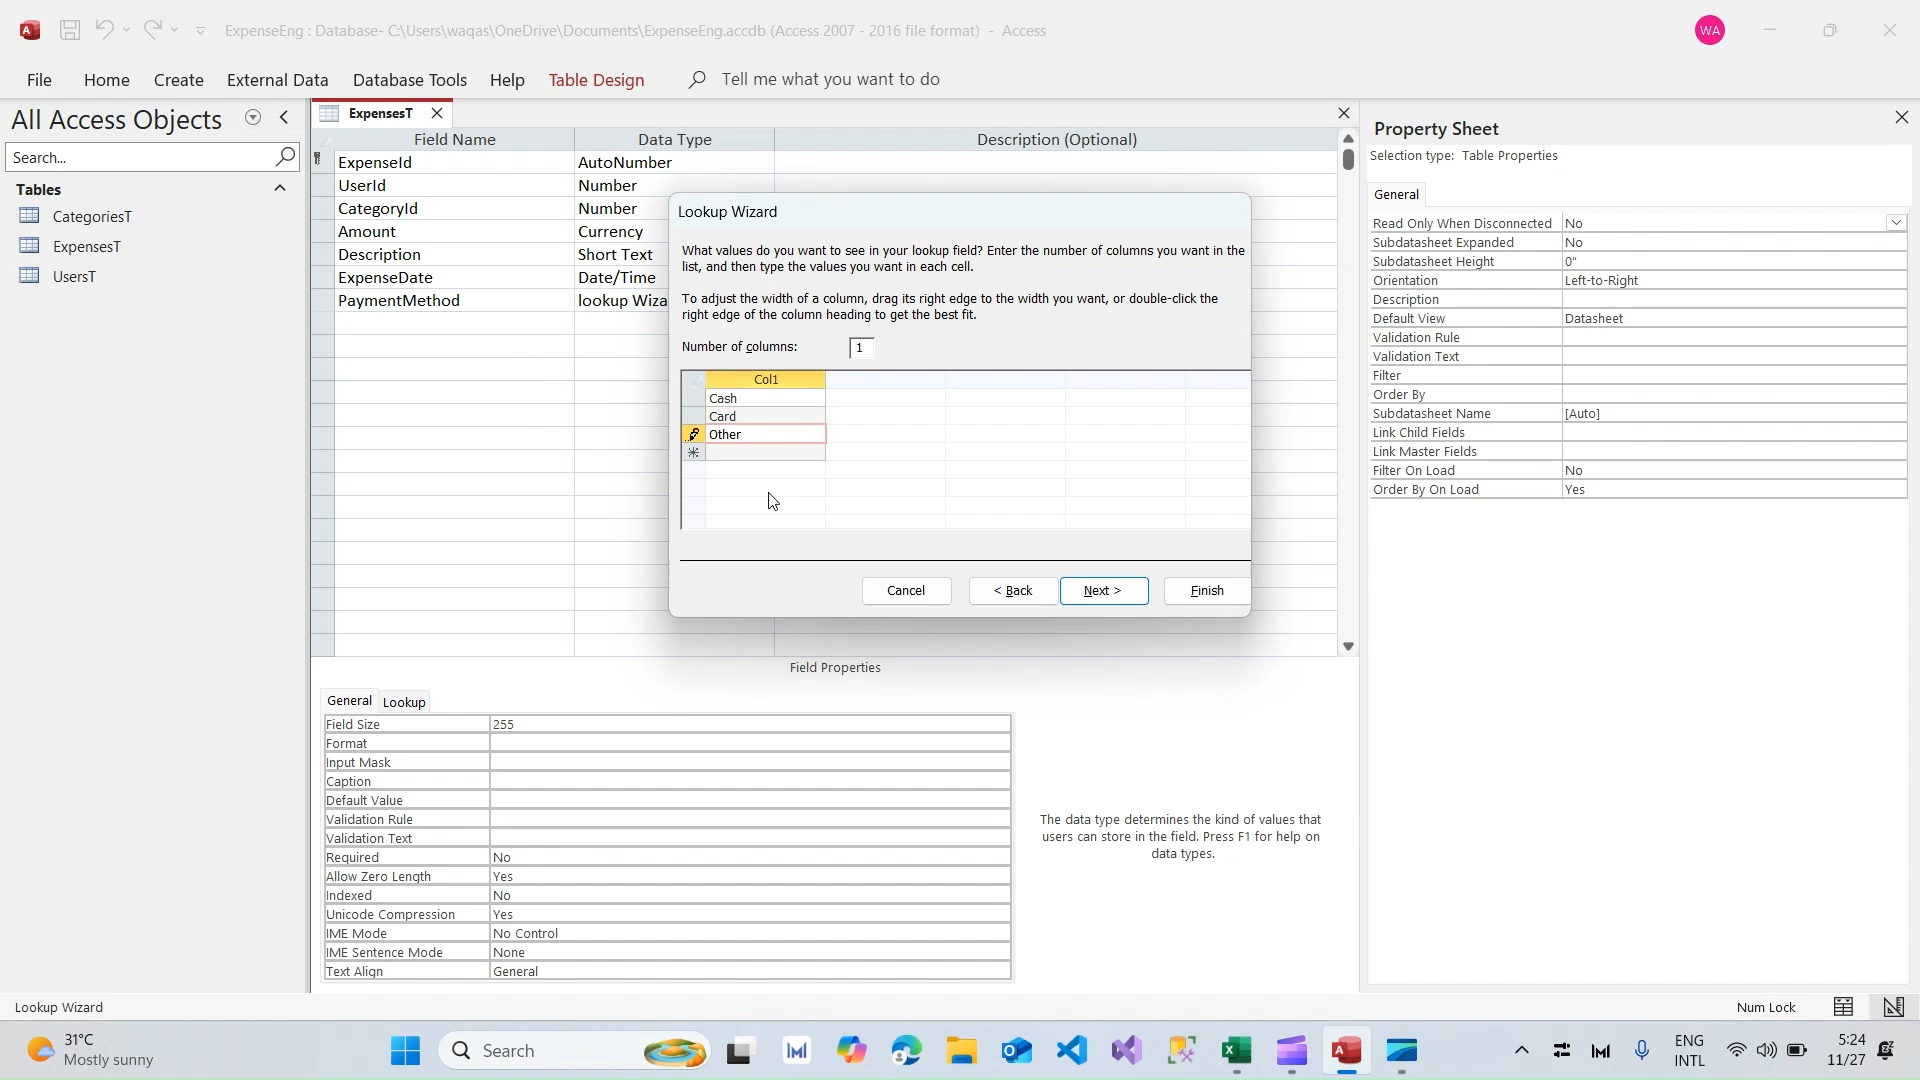 ExpenseEng : Database- C:\Users\waqas\OneDrive\Documents\ExpenseEng.accdb (Access 2007 - 2016 file format) - Access
WA
File Home Create External Data Database Tools Help Table Design Tell me what you want to do
All Access Objects
Search...
Tables
CategoriesT
ExpensesT
UsersT
ExpensesT
Field Name Data Type Description (Optional)
ExpenseId AutoNumber
UserId Number
CategoryId Number
Amount Currency
Description Short Text
ExpenseDate Date/Time
PaymentMethod lookup Wiza
Lookup Wizard
What values do you want to see in your lookup field? Enter the number of columns you want in the
list, and then type the values you want in each cell.
To adjust the width of a column, drag its right edge to the width you want, or double-click the
right edge of the column heading to get the best fit.
Number of columns: 1
Col1
Cash
Card
Other
Cancel < Back Next > Finish
Field Properties
General Lookup
Field Size 255
Format
Input Mask
Caption
Default Value
Validation Rule
Validation Text
Required No
Allow Zero Length Yes
Indexed No
Unicode Compression Yes
IME Mode No Control
IME Sentence Mode None
Text Align General
The data type determines the kind of values that
users can store in the field. Press F1 for help on
data types.
Property Sheet
Selection type: Table Properties
General
Read Only When Disconnected No
Subdatasheet Expanded No
Subdatasheet Height 0"
Orientation Left-to-Right
Description
Default View Datasheet
Validation Rule
Validation Text
Filter
Order By
Subdatasheet Name [Auto]
Link Child Fields
Link Master Fields
Filter On Load No
Order By On Load Yes
Lookup Wizard
Num Lock
31°C
Mostly sunny
Search
ENG
INTL
5:24
11/27